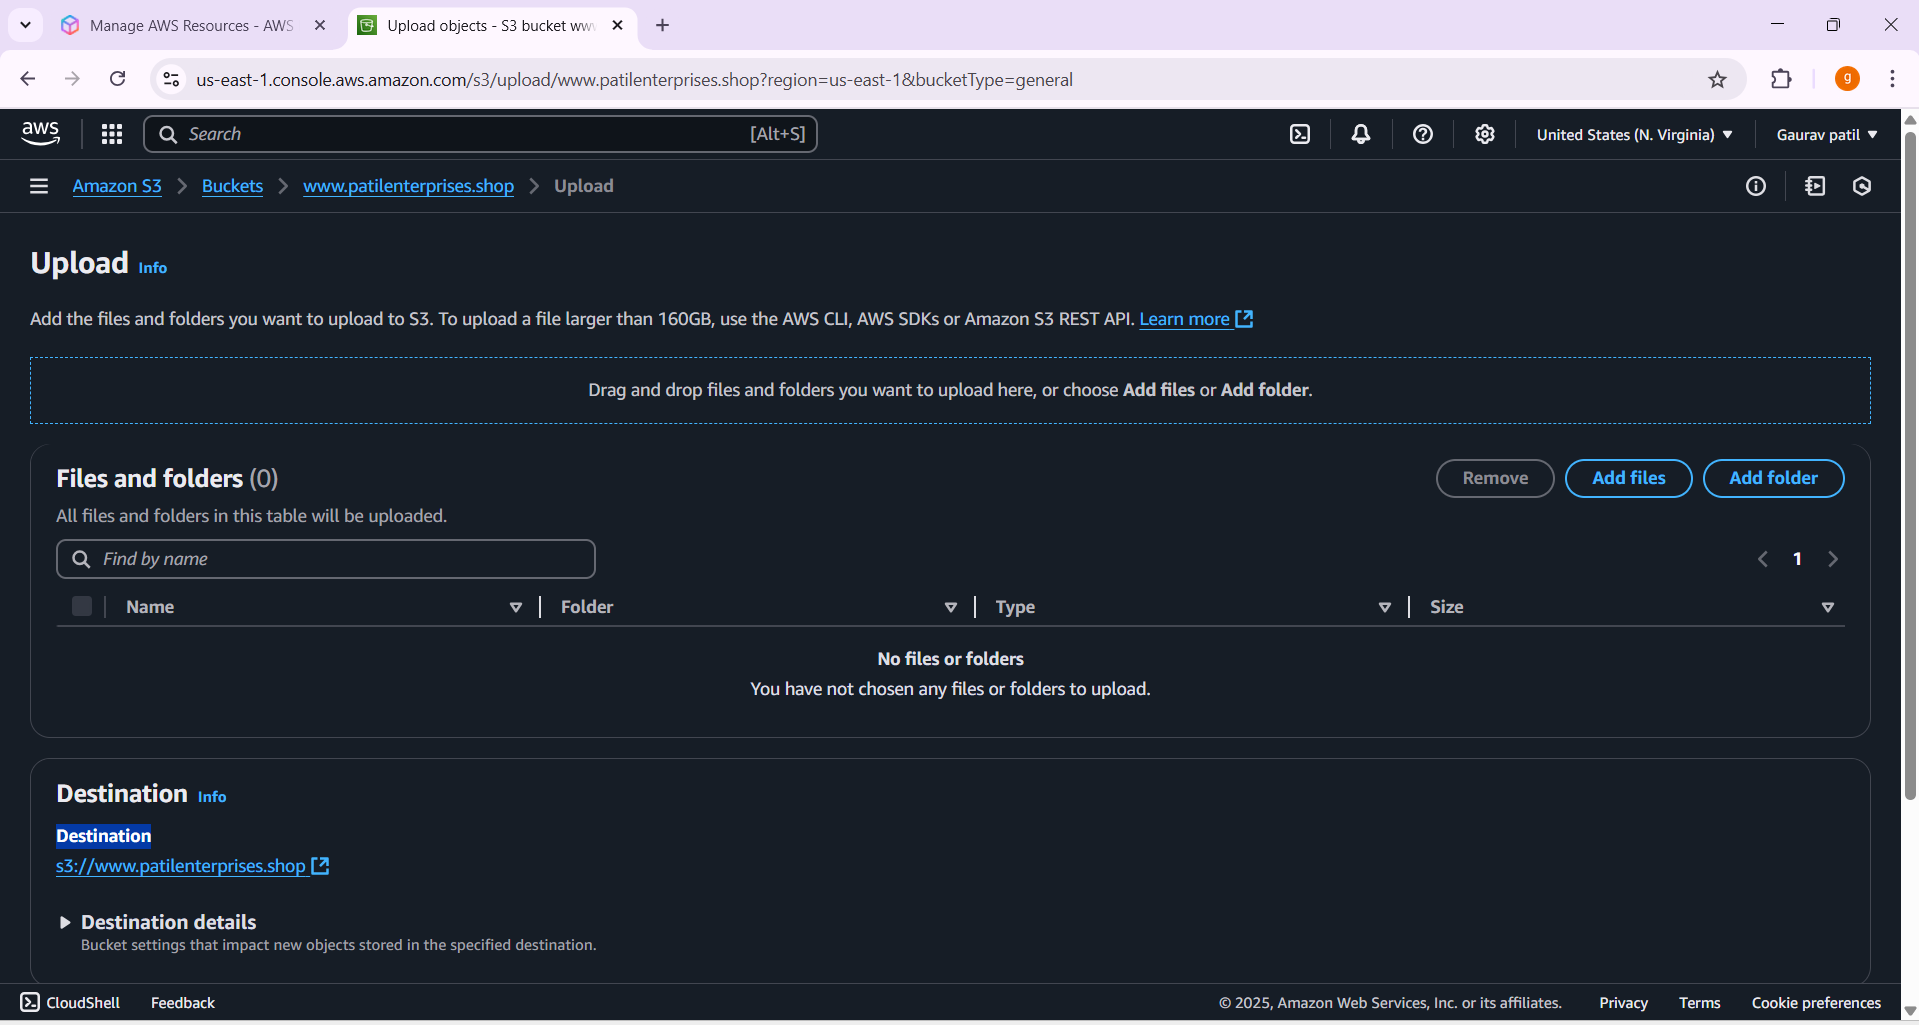 Manage AWS Resources - AWS
Upload objects - S3 bucket www
us-east-1.console.aws.amazon.com/s3/upload/www.patilenterprises.shop?region=us-east-1&bucketType=general
g
aws
Search
[Alt+S]
United States (N. Virginia)
Gaurav patil
Amazon S3
Buckets
www.patilenterprises.shop
Upload
Upload Info
Add the files and folders you want to upload to S3. To upload a file larger than 160GB, use the AWS CLI, AWS SDKs or Amazon S3 REST API. Learn more
Drag and drop files and folders you want to upload here, or choose Add files or Add folder.
Files and folders (0)
Remove
Add files
Add folder
All files and folders in this table will be uploaded.
Find by name
1
Name
Folder
Type
Size
No files or folders
You have not chosen any files or folders to upload.
Destination Info
Destination
s3://www.patilenterprises.shop
Destination details
Bucket settings that impact new objects stored in the specified destination.
CloudShell
Feedback
© 2025, Amazon Web Services, Inc. or its affiliates.
Privacy
Terms
Cookie preferences